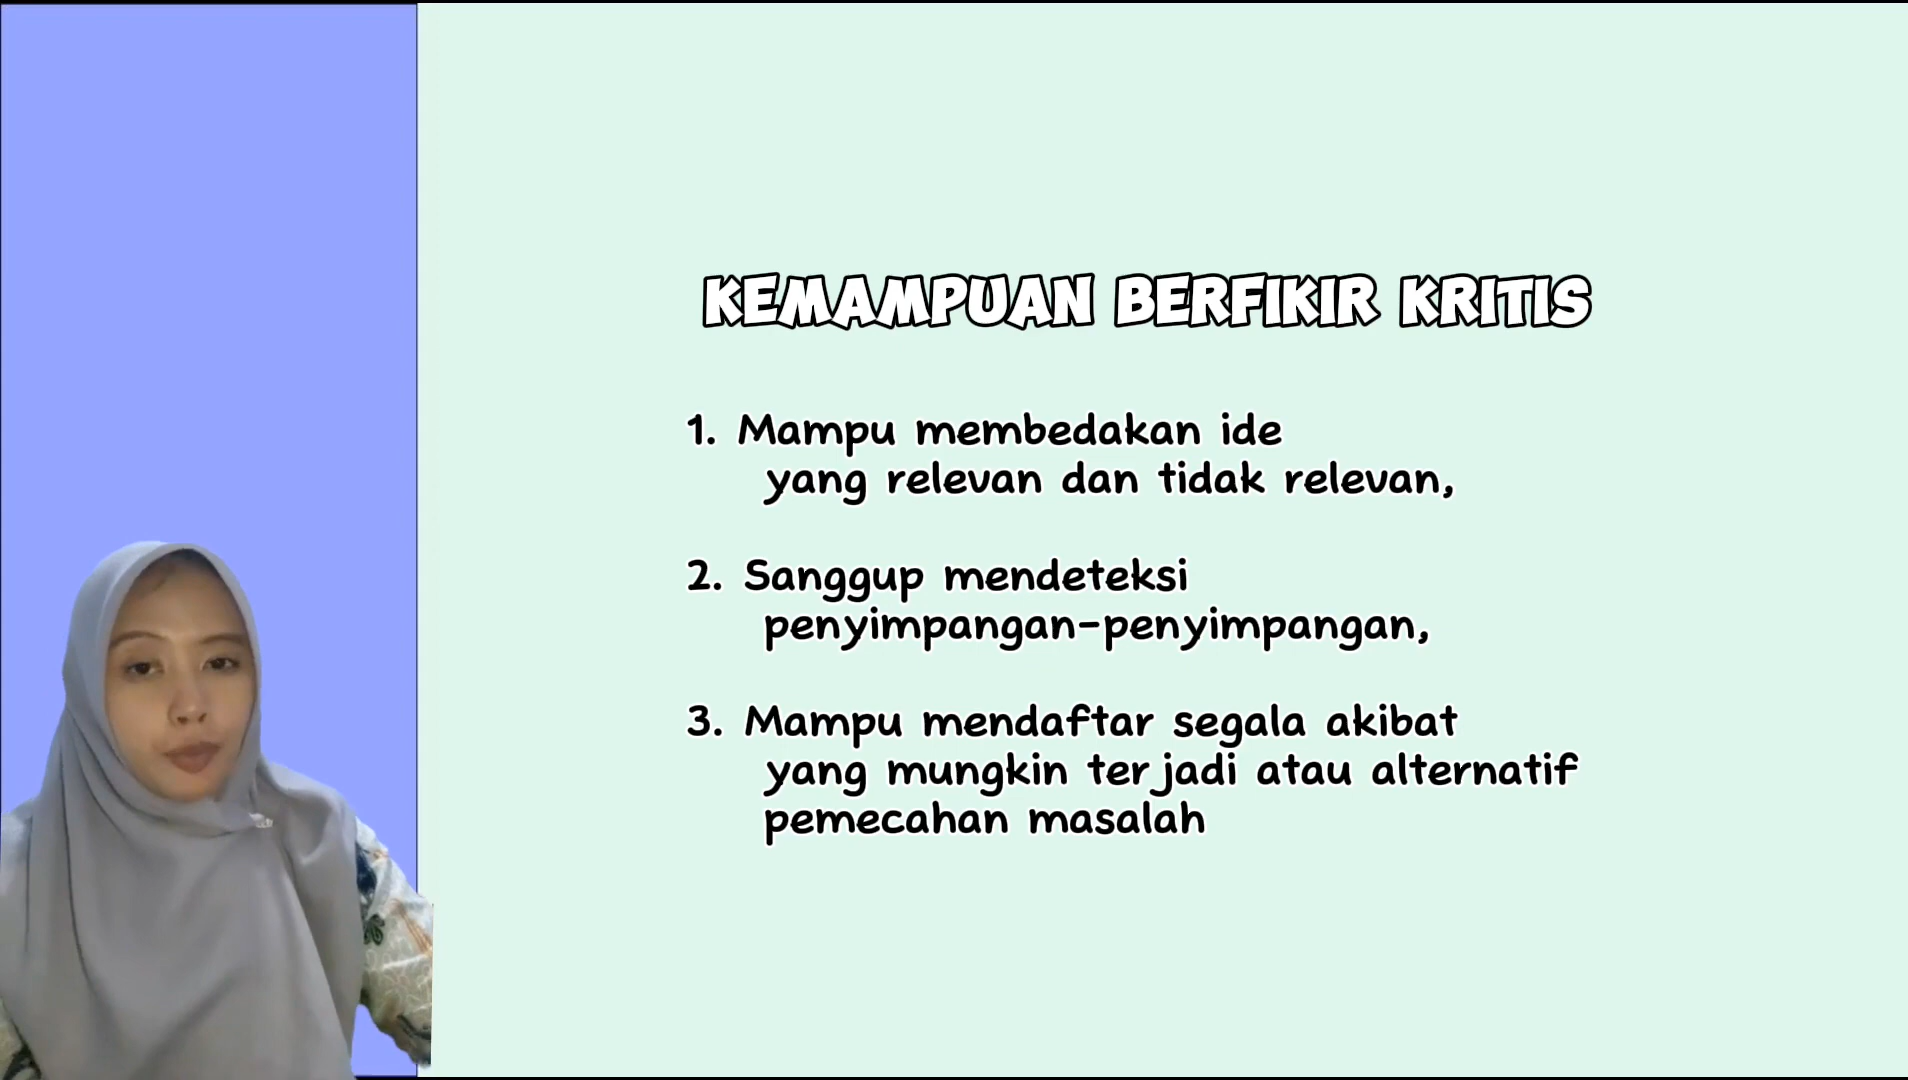 KEMAMPUAN BERFIKIR KRITIS
1. Mampu membedakan ide
yang relevan dan tidak relevan,
2. Sanggup mendeteksi
penyimpangan-penyimpangan,
3. Mampu mendaftar segala akibat
yang mungkin terjadi atau alternatif
pemecahan masalah